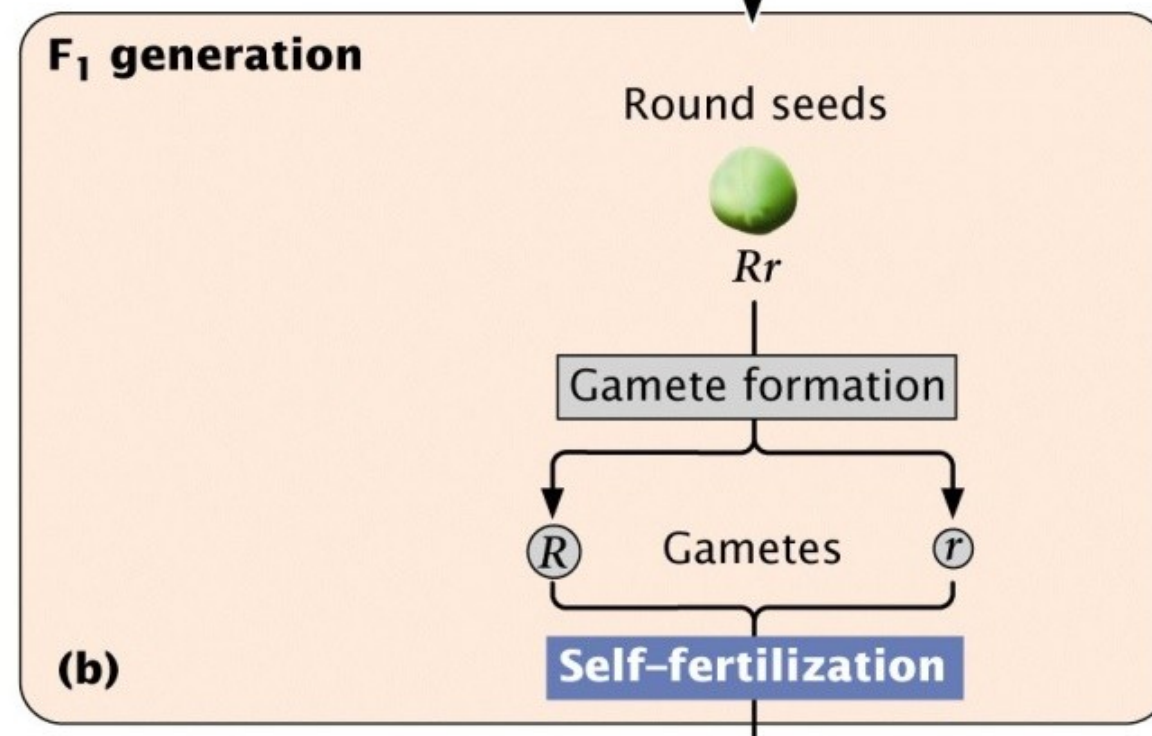 F₁ generation
Round seeds
Rr
Gamete formation
R Gametes r
(b)
Self–fertilization